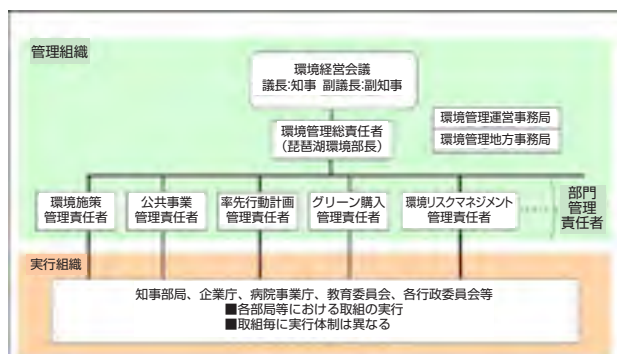 管理組織
環境経営会議
議長:知事 副議長:副知事
環境管理総責任者
(琵琶湖環境部長)
環境管理運営事務局
環境管理地方事務局
環境施策
管理責任者
公共事業
管理責任者
率先行動計画
管理責任者
グリーン購入
管理責任者
環境リスクマネジメント
管理責任者
部門
管理
責任者
実行組織
知事部局、企業庁、病院事業庁、教育委員会、各行政委員会等
■各部局等における取組の実行
■取組毎に実行体制は異なる